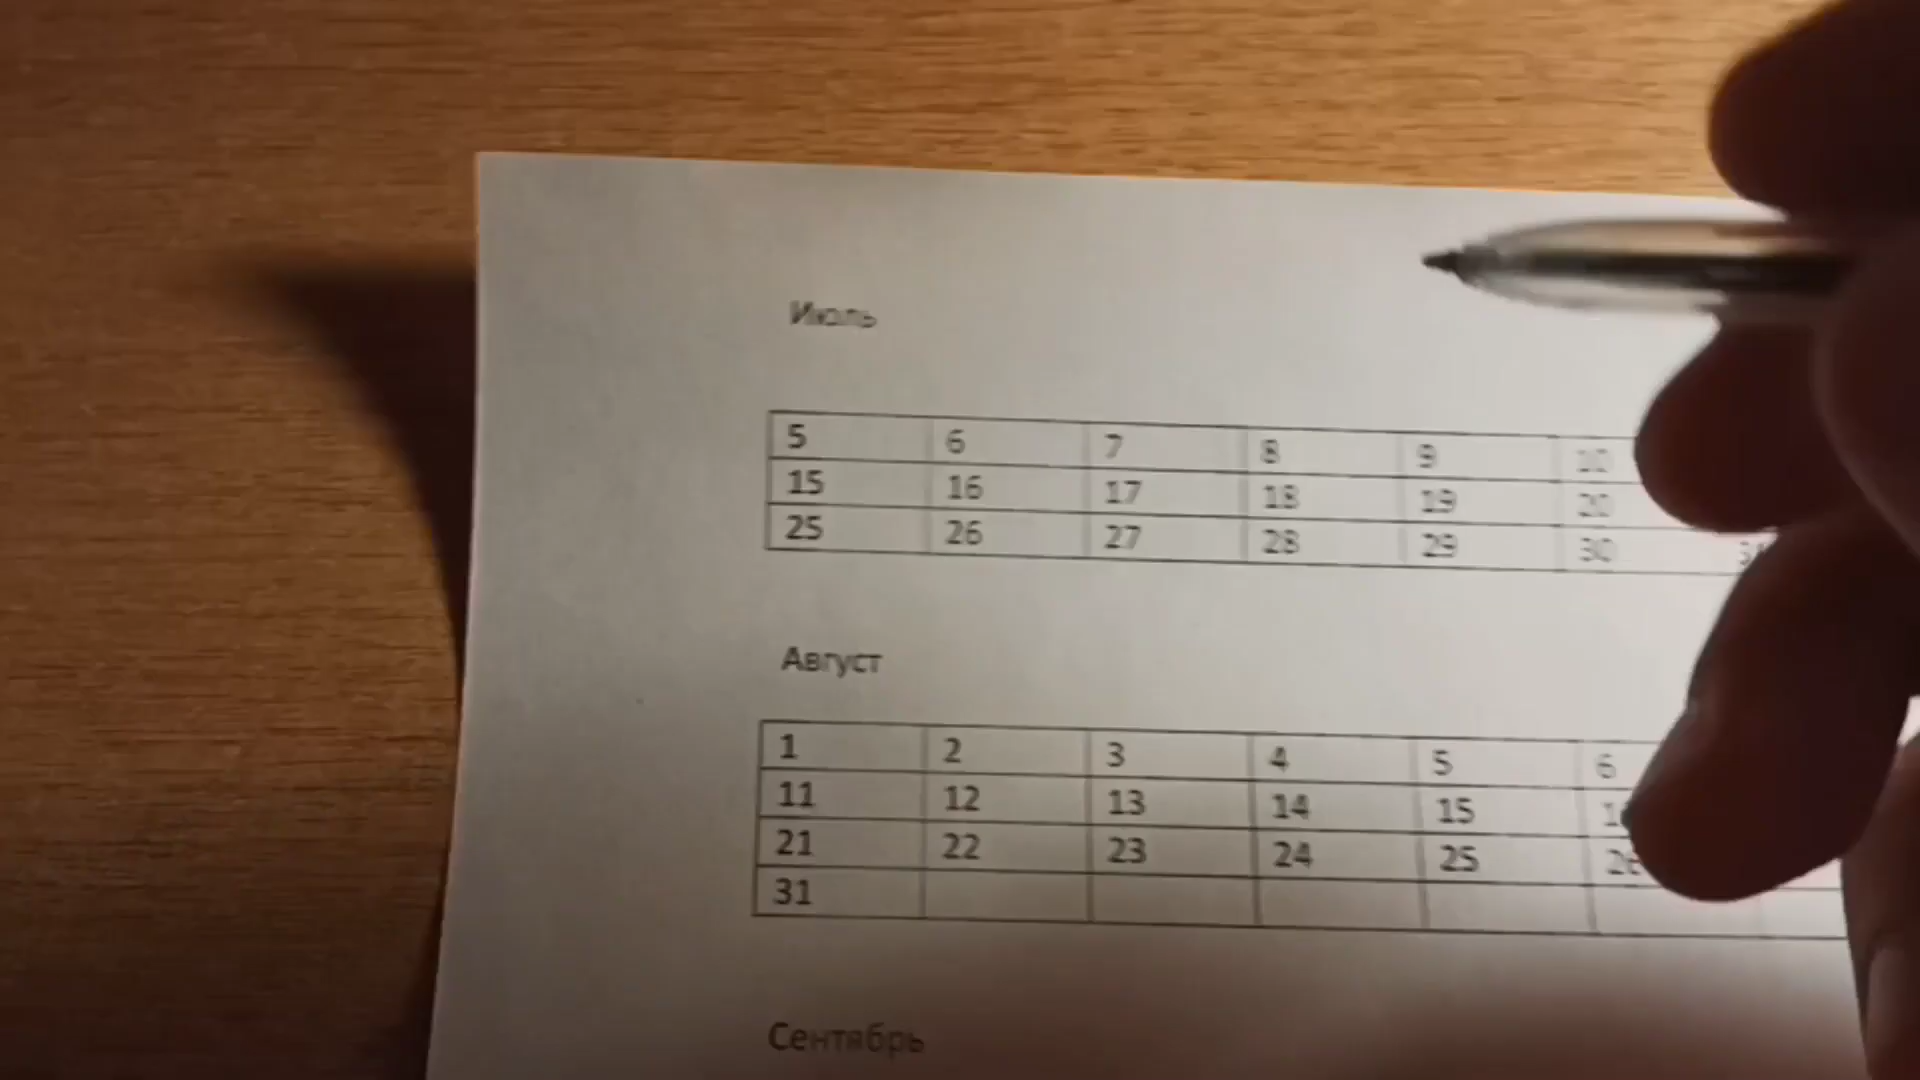 Июль
5 6 7 8 9 10
15 16 17 18 19 20
25 26 27 28 29 30
Август
1 2 3 4 5 6
11 12 13 14 15
21 22 23 24 25 26
31
Сентябрь